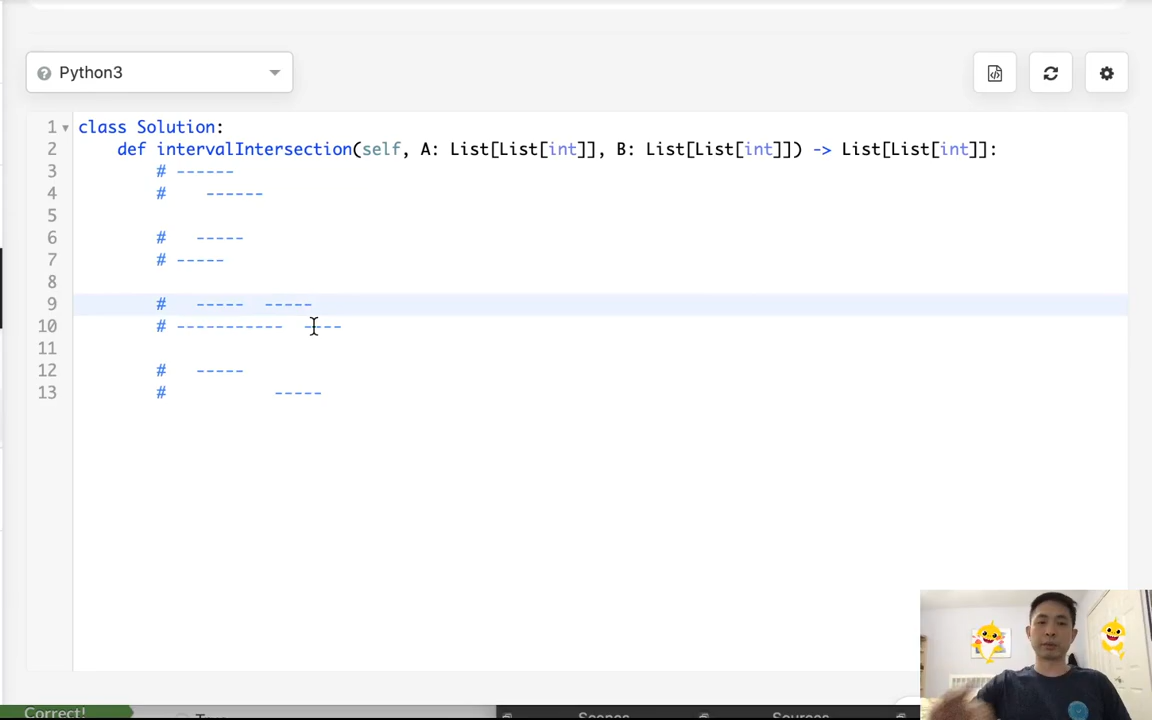 Python3
1 class Solution:
2 def intervalIntersection(self, A: List[List[int]], B: List[List[int]]) -> List[List[int]]:
3 # ------
4 # ------
5
6 # -----
7 # -----
8
9 # ----- -----
10 # ----------- ----
11
12 # -----
13 # -----
Correct!